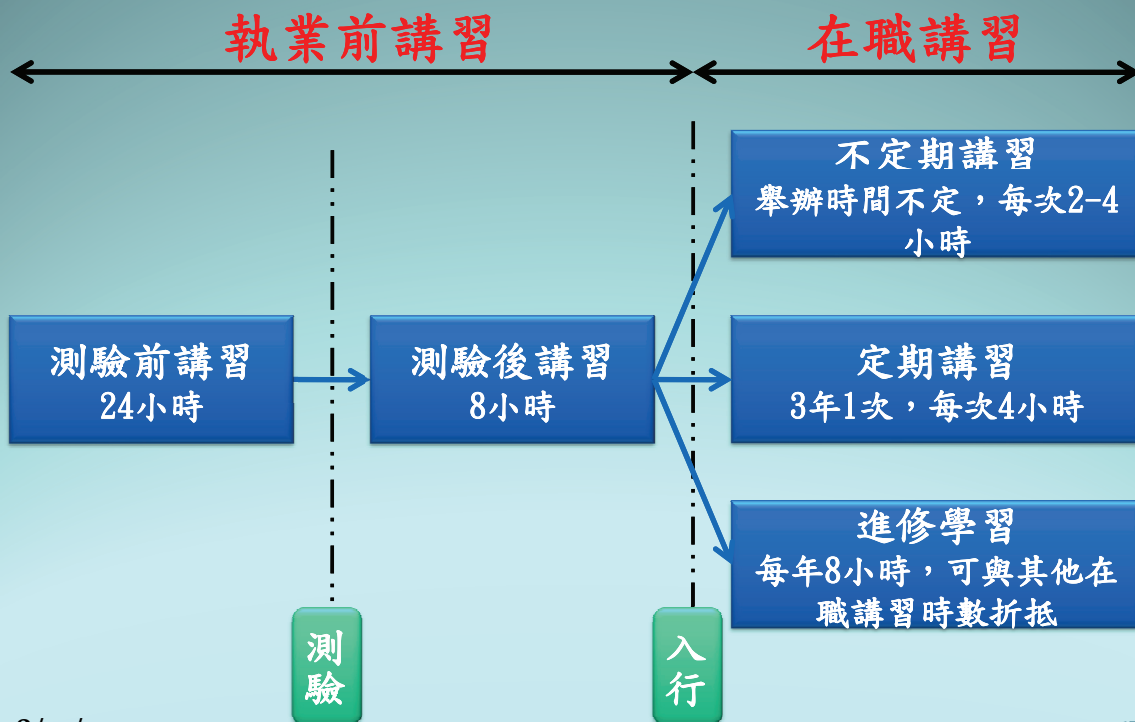 執業前講習
在職講習
不定期講習
舉辦時間不定，每次2-4
小時
測驗前講習
24小時
測驗後講習
8小時
定期講習
3年1次，每次4小時
進修學習
每年8小時，可與其他在
職講習時數折抵
測
驗
入
行